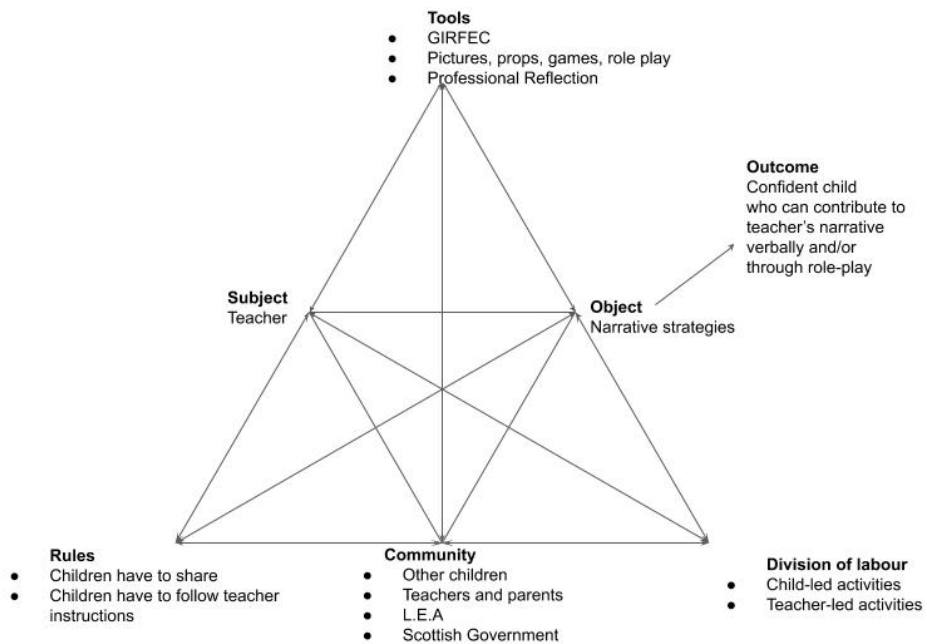 Tools
● GIRFEC
● Pictures, props, games, role play
● Professional Reflection
Outcome
Confident child
who can contribute to
teacher's narrative
verbally and/or
through role-play
Subject
Teacher
Object
Narrative strategies
Rules
● Children have to share
● Children have to follow teacher
instructions
Community
● Other children
● Teachers and parents
● L.E.A
● Scottish Government
Division of labour
● Child-led activities
● Teacher-led activities